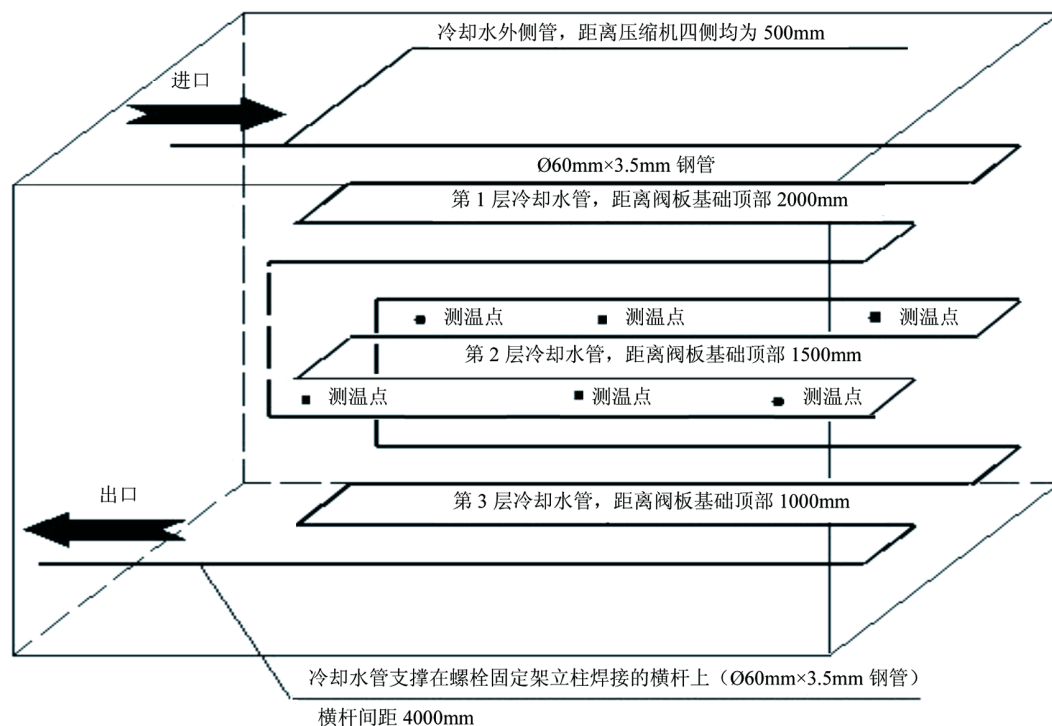 冷却水外侧管，距离压缩机四侧均为 500mm
进口
Ø60mm×3.5mm 钢管
第 1 层冷却水管，距离阀板基础顶部 2000mm
测温点
测温点
测温点
第 2 层冷却水管，距离阀板基础顶部 1500mm
测温点
测温点
测温点
出口
第 3 层冷却水管，距离阀板基础顶部 1000mm
冷却水管支撑在螺栓固定架立柱焊接的横杆上（Ø60mm×3.5mm 钢管）
横杆间距 4000mm